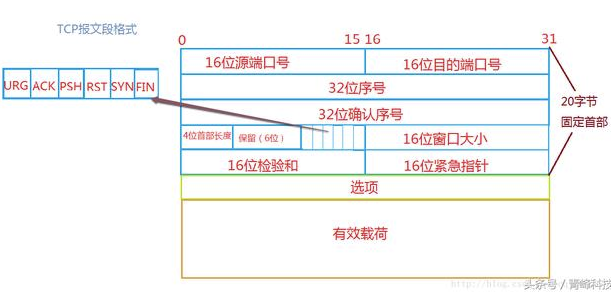 TCP报文段格式
0 15 16 31
16位源端口号 16位目的端口号
URG ACK PSH RST SYN FIN
32位序号
20字节
32位确认序号
固定首部
4位首部长度 保留（6位） 16位窗口大小
16位检验和 16位紧急指针
选项
有效载荷
头条号／菁峰科技